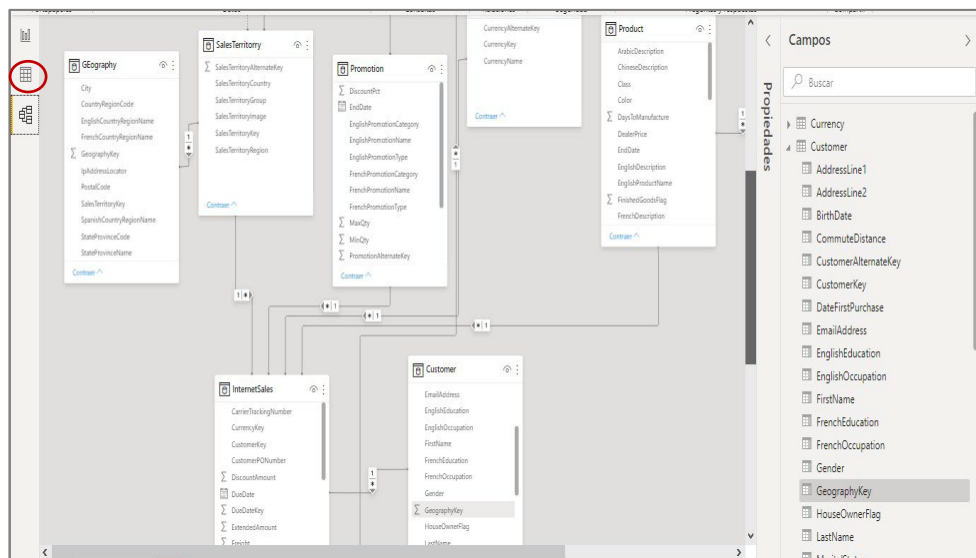 CurrencyAlternateKey
CurrencyKey
CurrencyName
Contraer
Product
ArabicDescription
ChineseDescription
Class
Color
DaysToManufacture
DealerPrice
EndDate
EnglishDescription
EnglishProductName
FinishedGoodsFlag
FrenchDescription
Contraer
SalesTerritorry
SalesTerritoryAlternateKey
SalesTerritoryCountry
SalesTerritoryGroup
SalesTerritoryImage
SalesTerritoryKey
SalesTerritoryRegion
Contraer
GEography
City
CountryRegionCode
EnglishCountryRegionName
FrenchCountryRegionName
GeographyKey
IpAddressLocator
PostalCode
SalesTerritoryKey
SpanishCountryRegionName
StateProvinceCode
StateProvinceName
Contraer
Promotion
DiscountPct
EndDate
EnglishPromotionCategory
EnglishPromotionName
EnglishPromotionType
FrenchPromotionCategory
FrenchPromotionName
FrenchPromotionType
MaxQty
MinQty
PromotionAlternateKey
Contraer
InternetSales
CarrierTrackingNumber
CurrencyKey
CustomerKey
CustomerPONumber
DiscountAmount
DueDate
DueDateKey
ExtendedAmount
Freight
Customer
EmailAddress
EnglishEducation
EnglishOccupation
FirstName
FrenchEducation
FrenchOccupation
Gender
GeographyKey
HouseOwnerFlag
LastName
Propiedades
Campos
Buscar
Currency
Customer
AddressLine1
AddressLine2
BirthDate
CommuteDistance
CustomerAlternateKey
CustomerKey
DateFirstPurchase
EmailAddress
EnglishEducation
EnglishOccupation
FirstName
FrenchEducation
FrenchOccupation
Gender
GeographyKey
HouseOwnerFlag
LastName